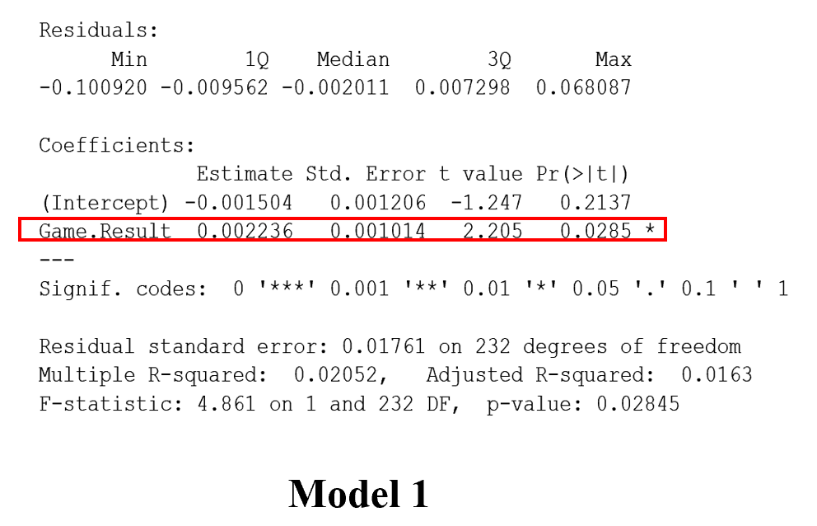 Residuals:
Min 1Q Median 3Q Max
-0.100920 -0.009562 -0.002011 0.007298 0.068087
Coefficients:
Estimate Std. Error t value Pr(>|t|)
(Intercept) -0.001504 0.001206 -1.247 0.2137
Game.Result 0.002236 0.001014 2.205 0.0285 *
---
Signif. codes: 0 '***' 0.001 '**' 0.01 '*' 0.05 '.' 0.1 ' ' 1
Residual standard error: 0.01761 on 232 degrees of freedom
Multiple R-squared: 0.02052, Adjusted R-squared: 0.0163
F-statistic: 4.861 on 1 and 232 DF, p-value: 0.02845
Model 1